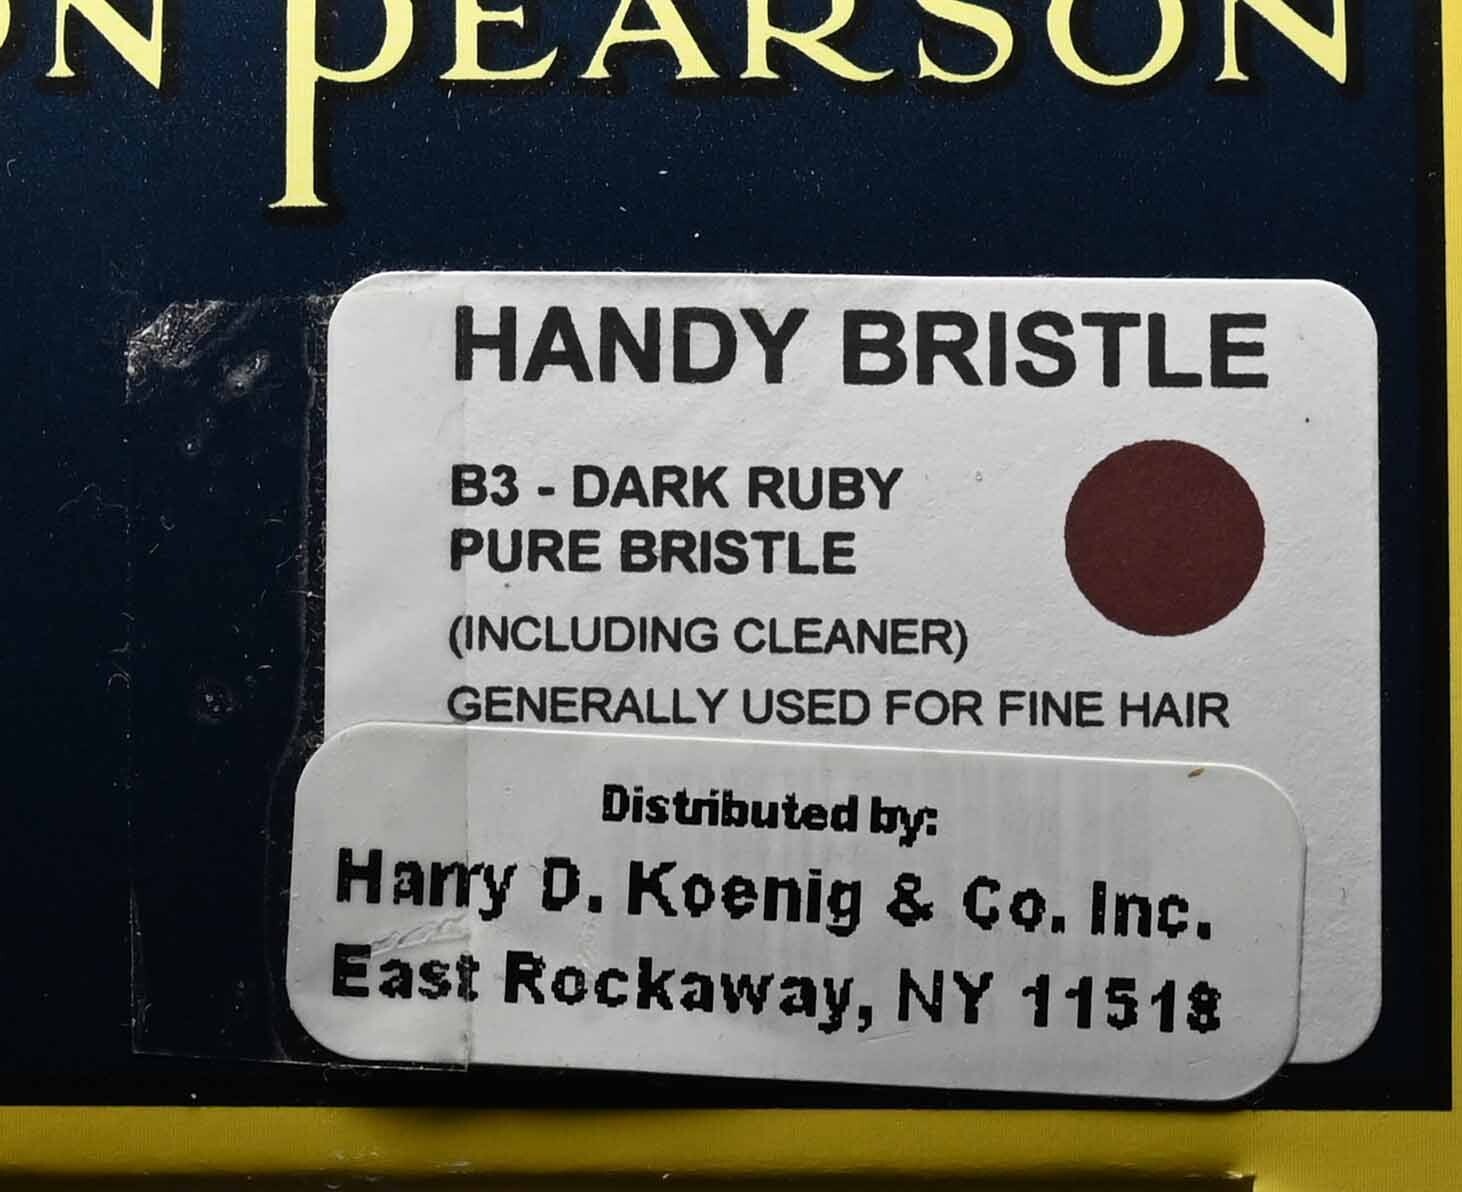 ON PEARSON
HANDY BRISTLE
B3 - DARK RUBY
PURE BRISTLE
(INCLUDING CLEANER)
GENERALLY USED FOR FINE HAIR
Distributed by:
Harry D. Koenig & Co. Inc.
East Rockaway, NY 11518